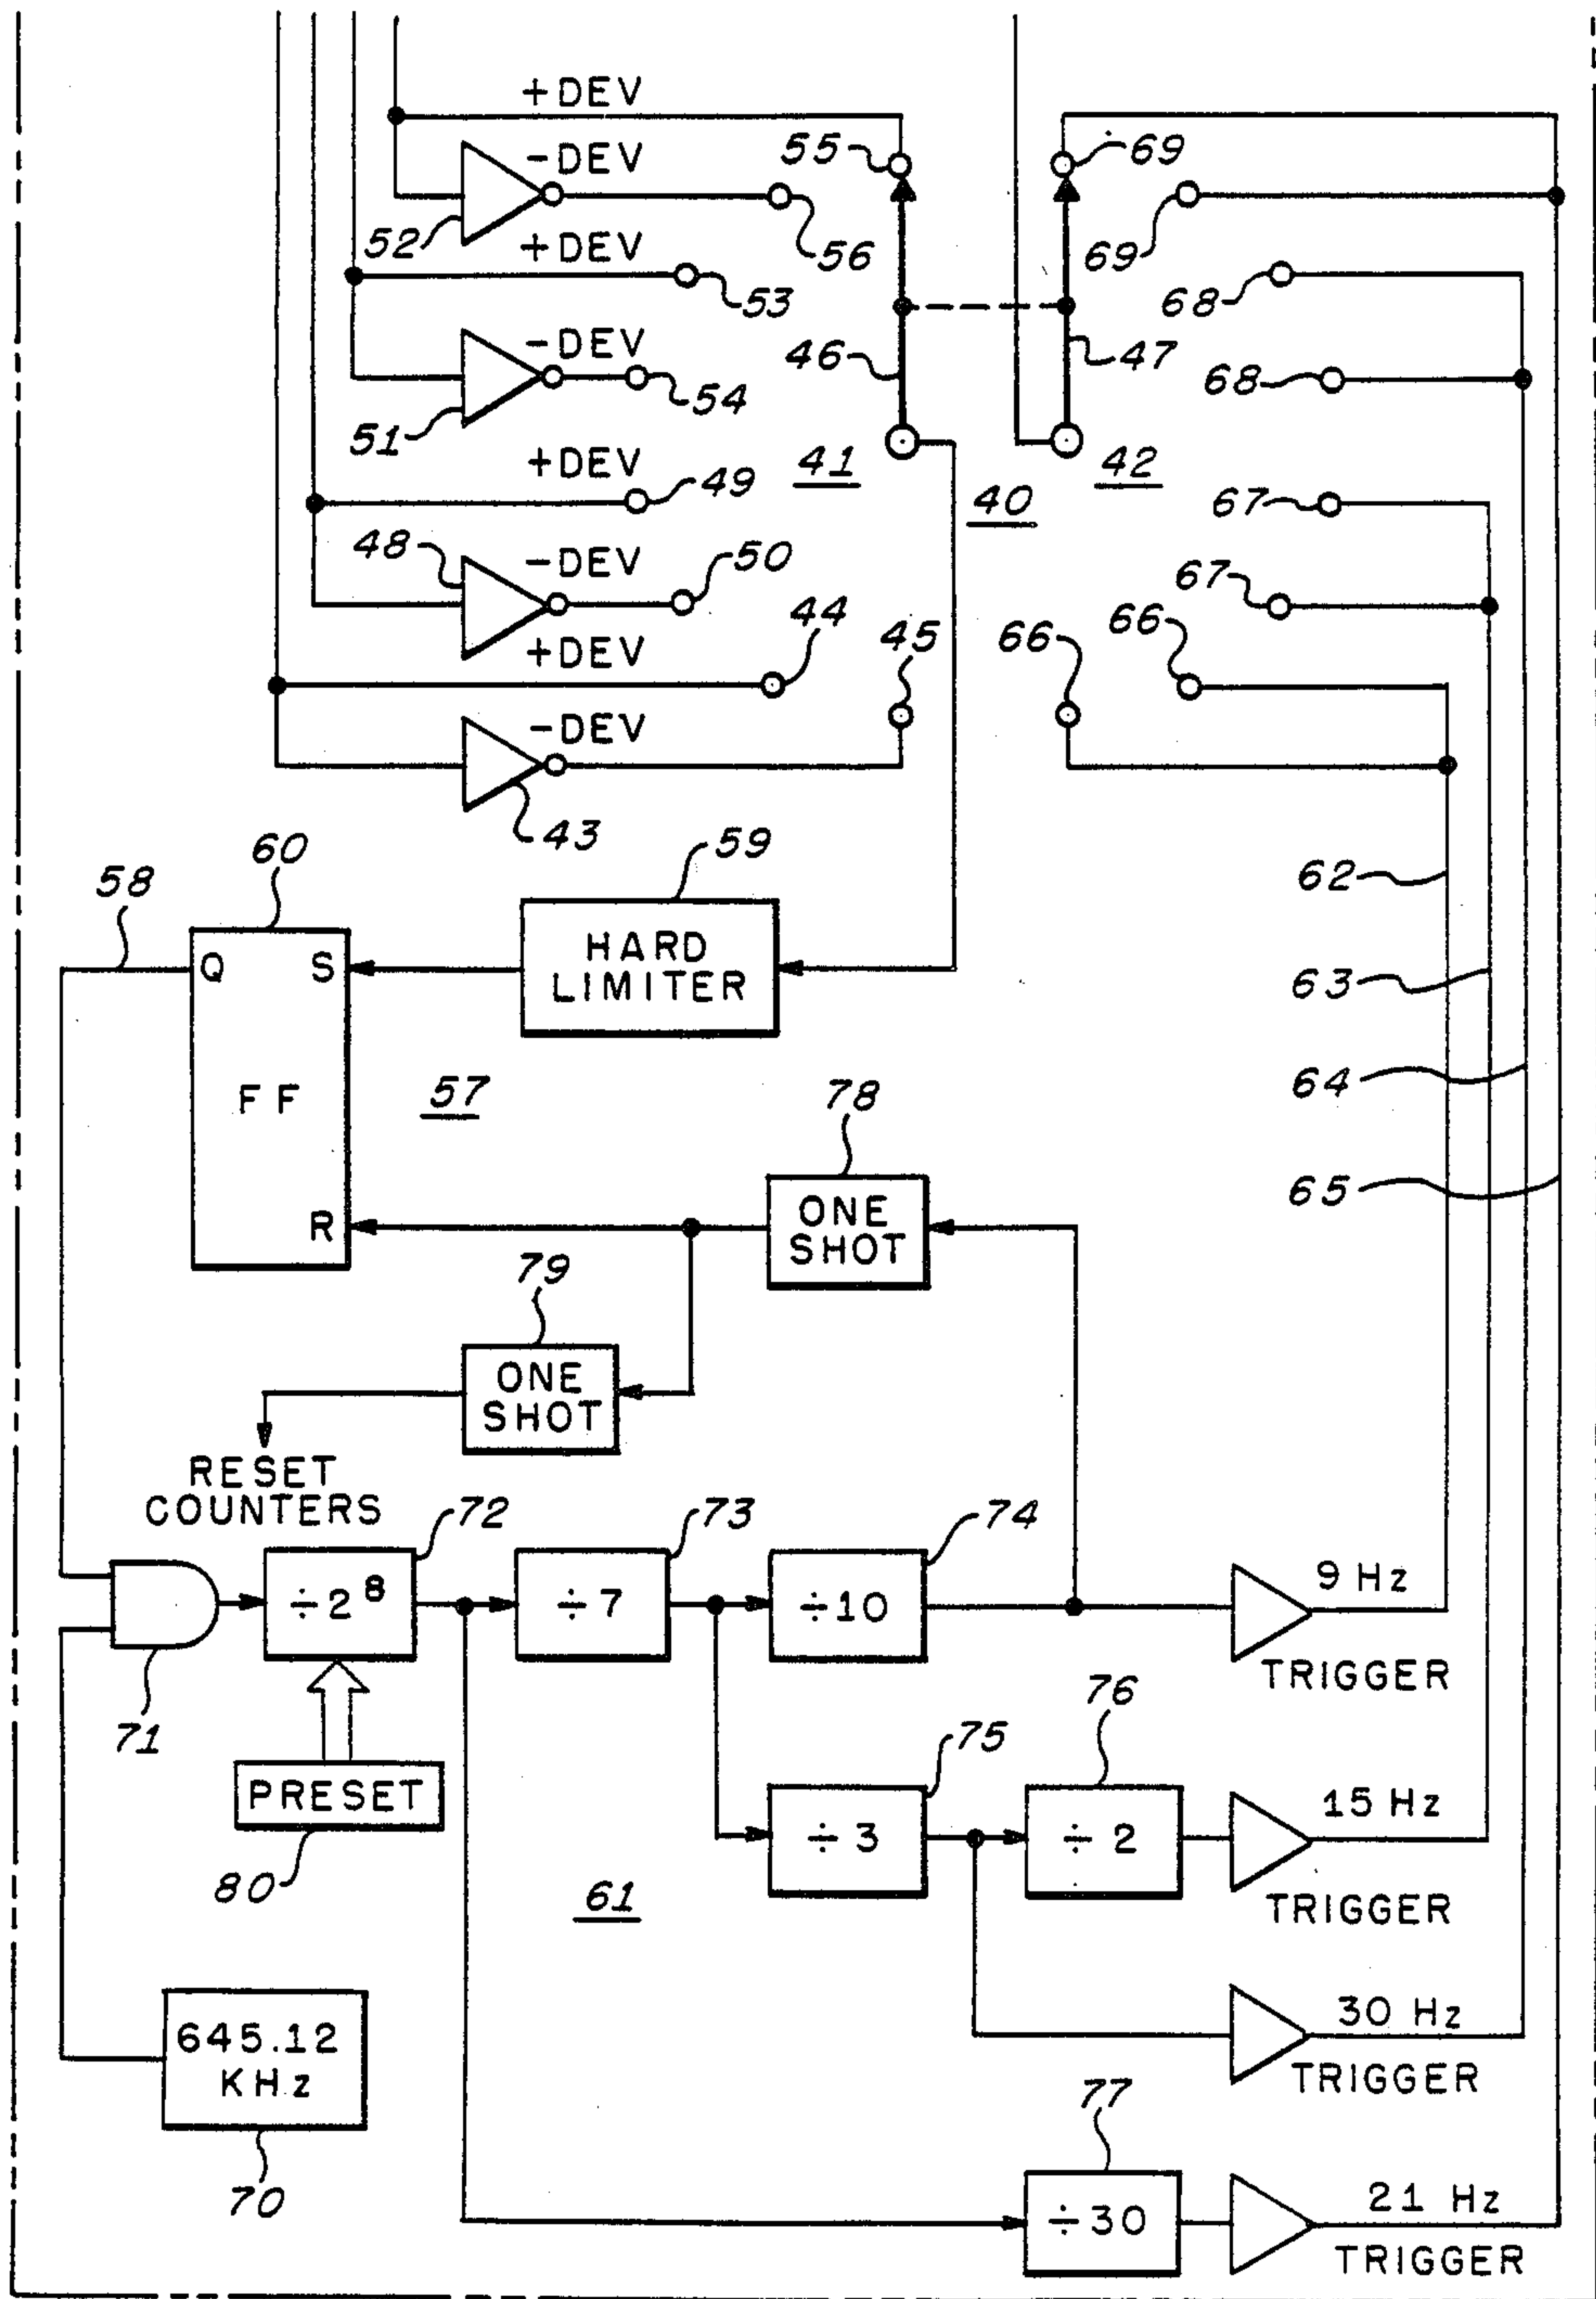 +DEV
55
69
-DEV
52
56
69
+DEV
53
68
-DEV
46
47
68
54
51
+DEV
41
42
49
40
67
48
-DEV
50
67
44
45
66
66
+DEV
-DEV
43
60
59
62
58
Q
S
HARD
LIMITER
63
FF
57
78
64
65
R
ONE
SHOT
79
ONE
SHOT
RESET
COUNTERS
72
73
74
9 Hz
÷2⁸
÷7
÷10
TRIGGER
71
76
75
PRESET
15 Hz
÷3
÷2
80
61
TRIGGER
645.12
KHz
30 Hz
TRIGGER
70
77
÷30
21 Hz
TRIGGER